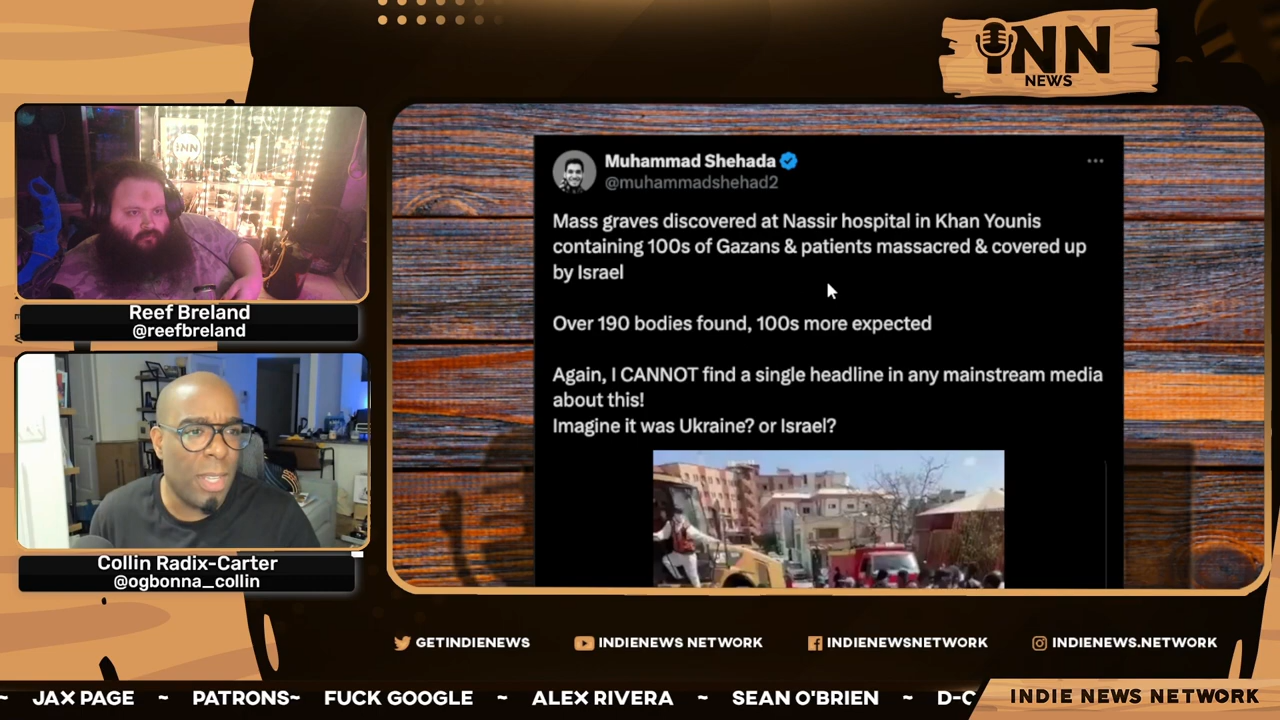 iNN
NEWS
iNN
Reef Breland
@reefbreland
Collin Radix-Carter
@ogbonna_collin
Muhammad Shehada
@muhammadshehad2
Mass graves discovered at Nassir hospital in Khan Younis
containing 100s of Gazans & patients massacred & covered up
by Israel
Over 190 bodies found, 100s more expected
Again, I CANNOT find a single headline in any mainstream media
about this!
Imagine it was Ukraine? or Israel?
GETINDIENEWS
INDIENEWS NETWORK
INDIENEWSNETWORK
INDIENEWS.NETWORK
~ JAX PAGE ~ PATRONS~ FUCK GOOGLE ~ ALEX RIVERA ~ SEAN O'BRIEN ~ D-C
INDIE NEWS NETWORK